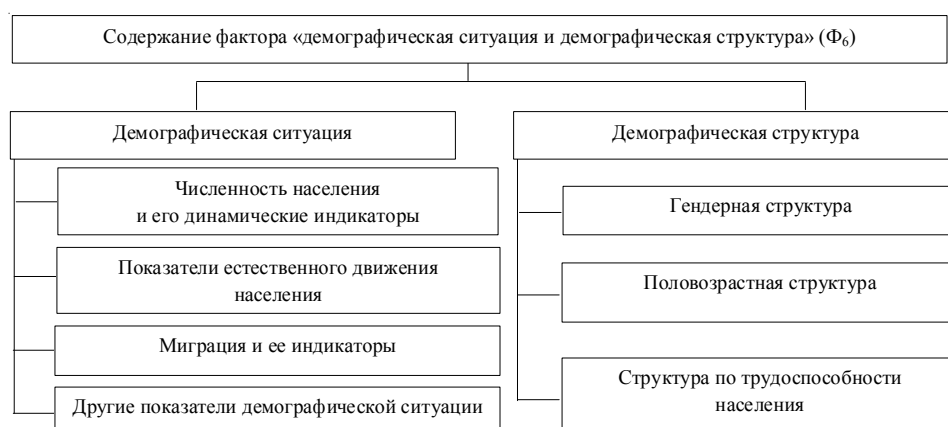 Содержание фактора «демографическая ситуация и демографическая структура» (Ф6)
Демографическая ситуация
Численность населения
и его динамические индикаторы
Показатели естественного движения
населения
Миграция и ее индикаторы
Другие показатели демографической ситуации
Демографическая структура
Гендерная структура
Половозрастная структура
Структура по трудоспособности
населения